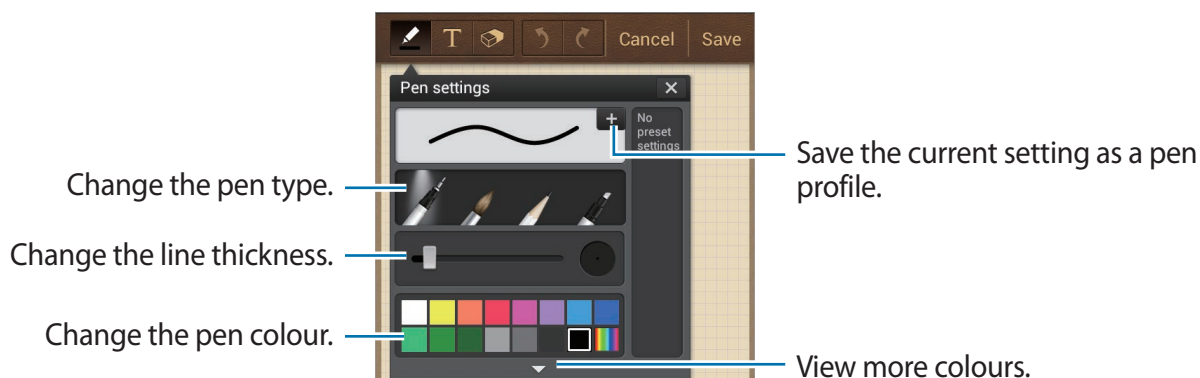 T
Cancel
Save
Pen settings
No
preset
settings
Save the current setting as a pen
profile.
Change the pen type.
Change the line thickness.
Change the pen colour.
View more colours.